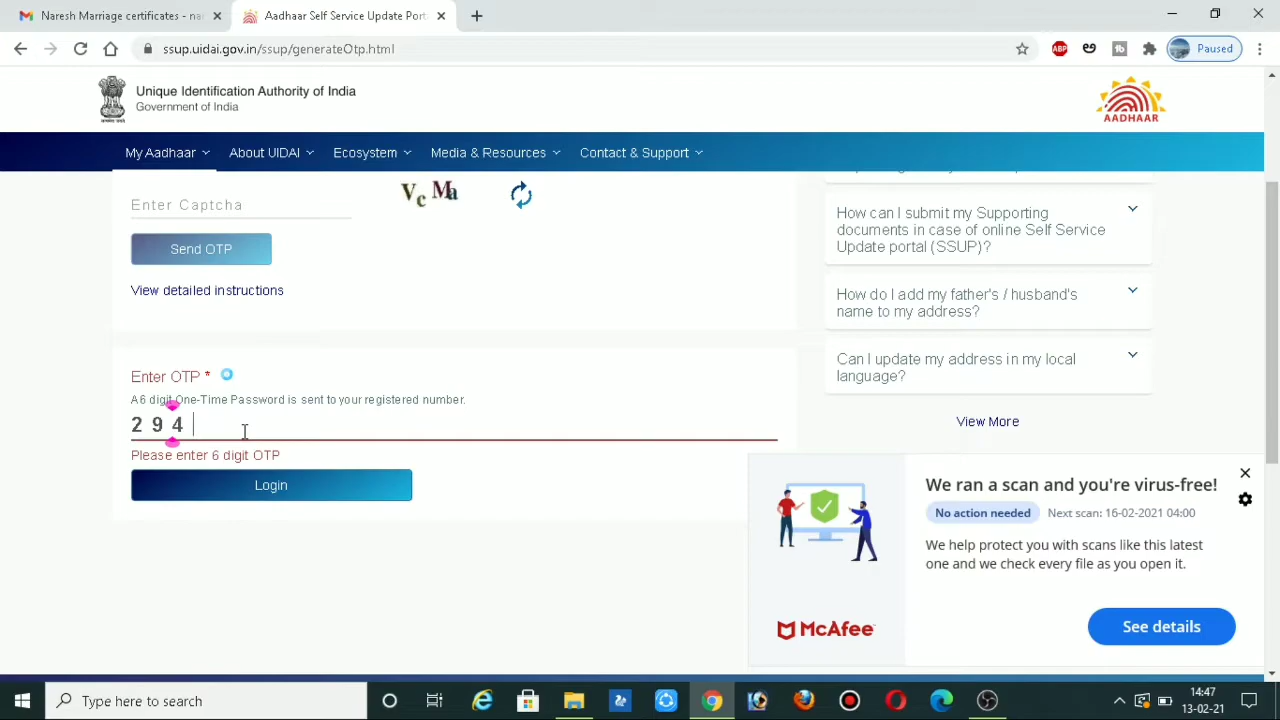 Naresh Marriage certificates - nar
Aadhaar Self Service Update Port
ssup.uidai.gov.in/ssup/generateOtp.html
ABP
tb
Paused
Unique Identification Authority of India
Government of India
AADHAAR
My Aadhaar
About UIDAI
Ecosystem
Media & Resources
Contact & Support
Enter Captcha
VcMa
Send OTP
View detailed instructions
How can I submit my Supporting
documents in case of online Self Service
Update portal (SSUP)?
How do I add my father's / husband's
name to my address?
Can I update my address in my local
language?
View More
Enter OTP *
A 6 digit One-Time Password is sent to your registered number.
2 9 4
Please enter 6 digit OTP
Login
We ran a scan and you're virus-free!
No action needed
Next scan: 16-02-2021 04:00
We help protect you with scans like this latest
one and we check every file as you open it.
McAfee
See details
Type here to search
14:47
13-02-21